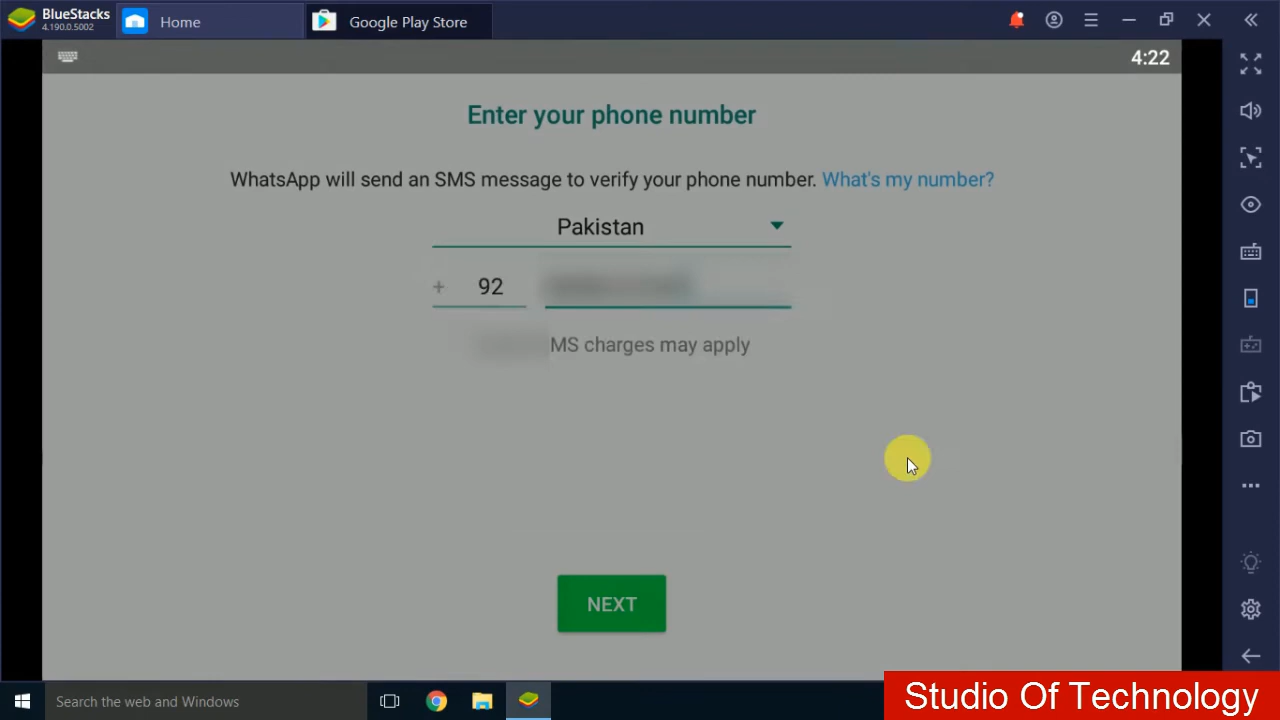 BlueStacks
4.190.0.5002
Home
Google Play Store
4:22
Enter your phone number
WhatsApp will send an SMS message to verify your phone number. What's my number?
Pakistan
+ 92
MS charges may apply
NEXT
Search the web and Windows
Studio Of Technology